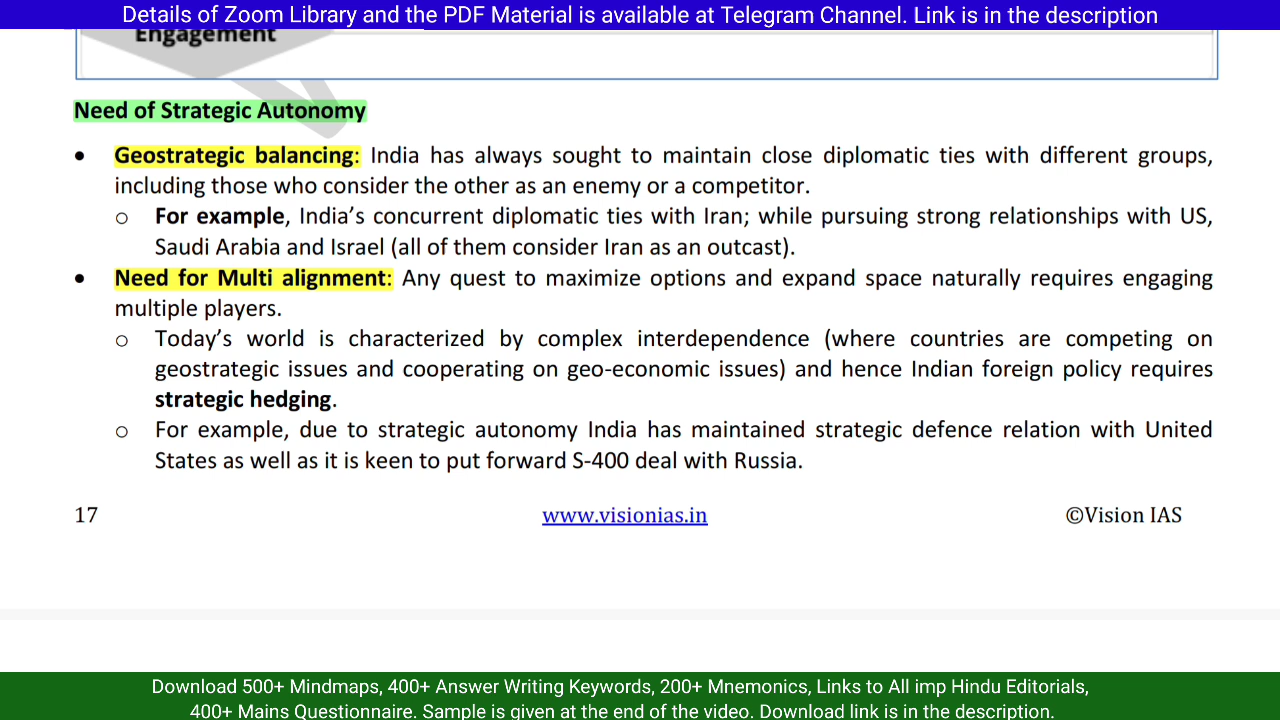 Details of Zoom Library and the PDF Material is available at Telegram Channel. Link is in the description
Engagement
Need of Strategic Autonomy
• Geostrategic balancing: India has always sought to maintain close diplomatic ties with different groups,
including those who consider the other as an enemy or a competitor.
o For example, India’s concurrent diplomatic ties with Iran; while pursuing strong relationships with US,
Saudi Arabia and Israel (all of them consider Iran as an outcast).
• Need for Multi alignment: Any quest to maximize options and expand space naturally requires engaging
multiple players.
o Today’s world is characterized by complex interdependence (where countries are competing on
geostrategic issues and cooperating on geo-economic issues) and hence Indian foreign policy requires
strategic hedging.
o For example, due to strategic autonomy India has maintained strategic defence relation with United
States as well as it is keen to put forward S-400 deal with Russia.
17 www.visionias.in ©Vision IAS
Download 500+ Mindmaps, 400+ Answer Writing Keywords, 200+ Mnemonics, Links to All imp Hindu Editorials,
400+ Mains Questionnaire. Sample is given at the end of the video. Download link is in the description.